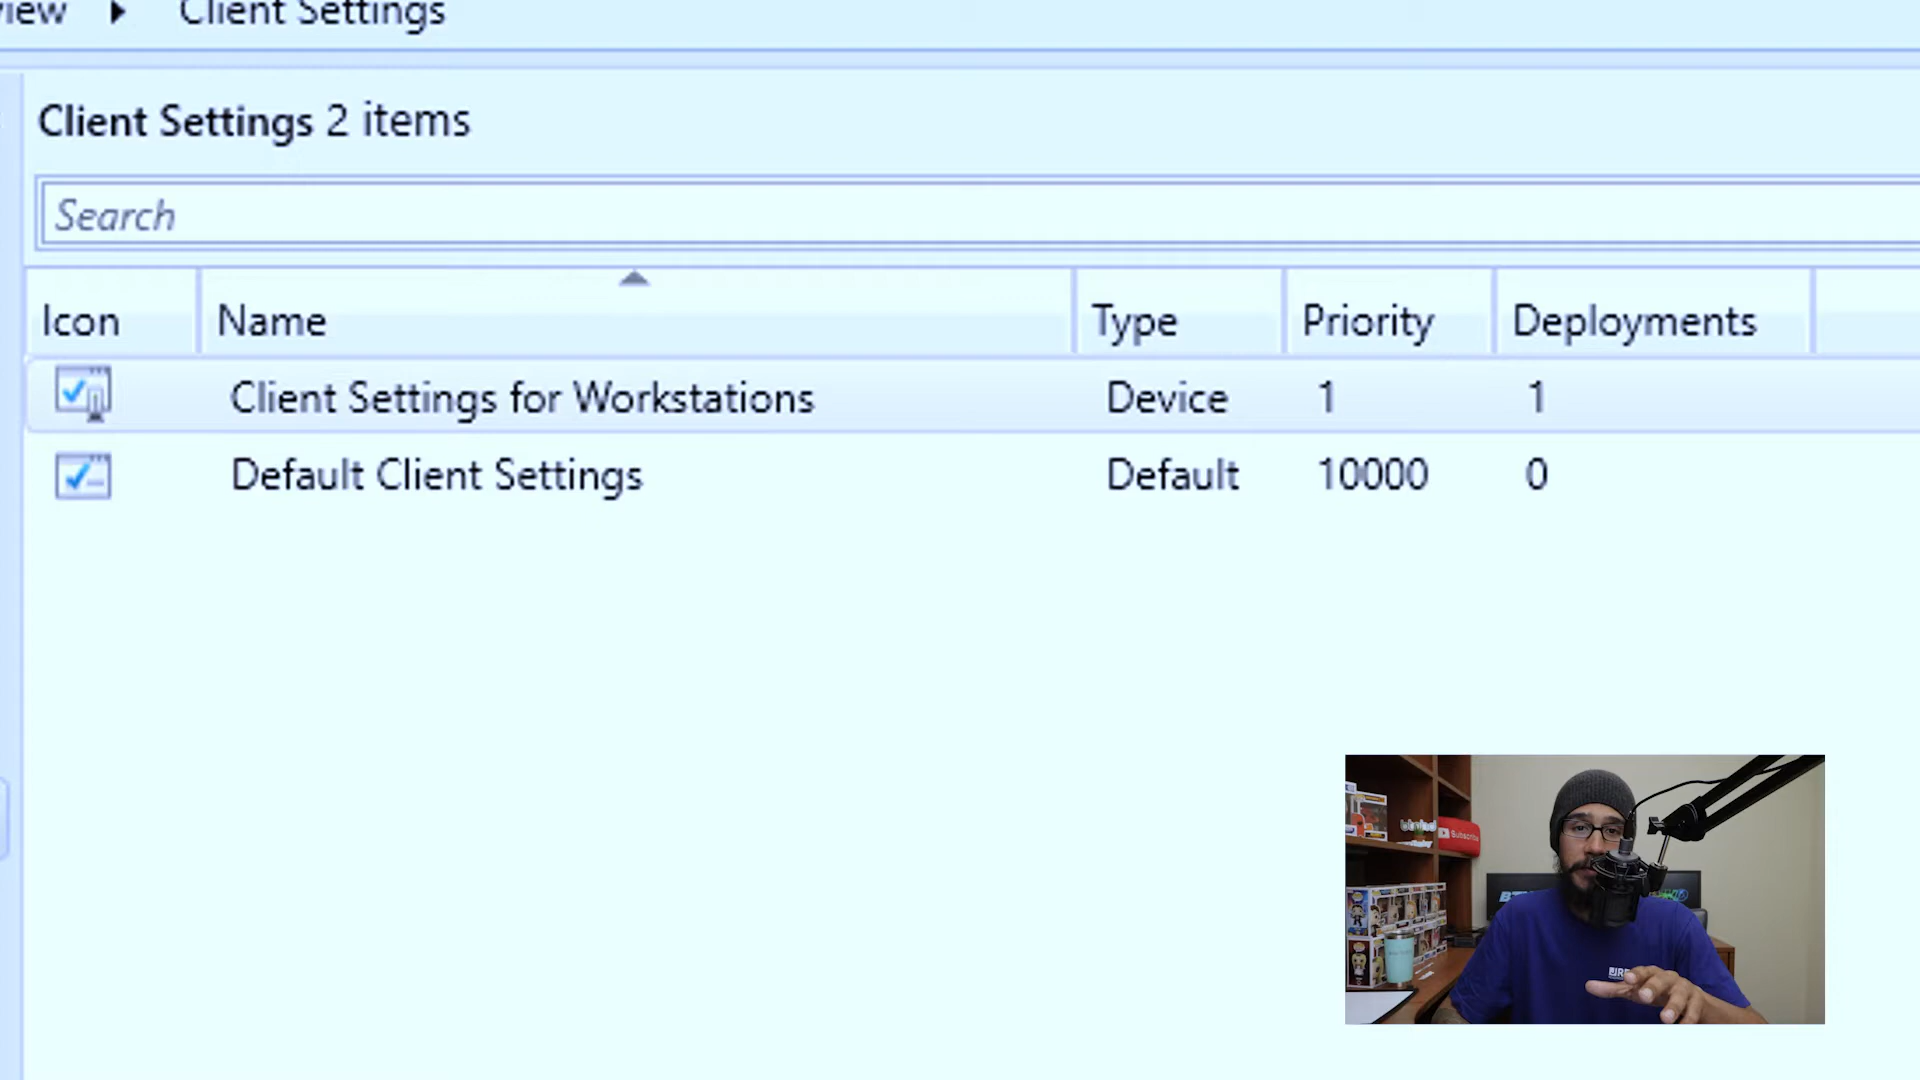 Client Settings
Client Settings 2 items
Search
Icon Name Type Priority Deployments
Client Settings for Workstations Device 1 1
Default Client Settings Default 10000 0
Subscribe